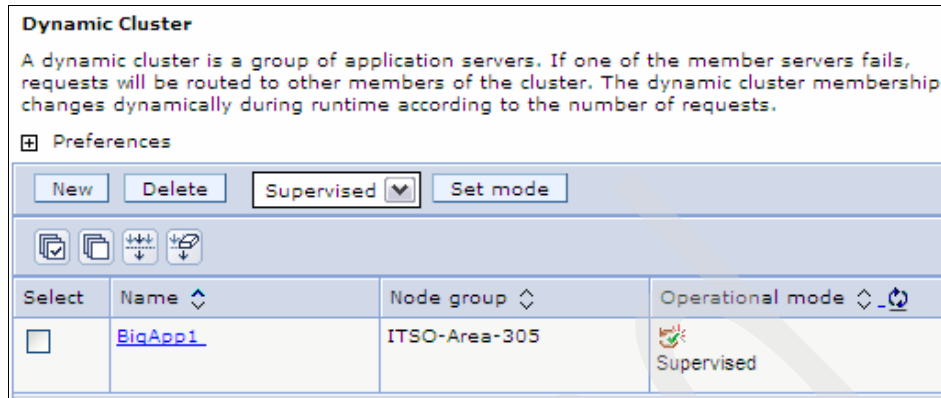 Dynamic Cluster
A dynamic cluster is a group of application servers. If one of the member servers fails,
requests will be routed to other members of the cluster. The dynamic cluster membership
changes dynamically during runtime according to the number of requests.
Preferences
New Delete Supervised Set mode
Select Name Node group Operational mode
BigApp1 ITSO-Area-305
Supervised